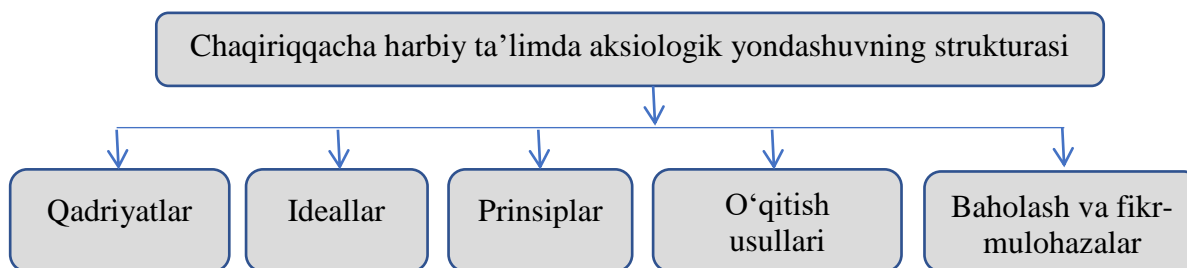 Chaqiriqqacha harbiy ta’limda aksiologik yondashuvning strukturasi
Qadriyatlar
Ideallar
Prinsiplar
O‘qitish
usullari
Baholash va fikr-
mulohazalar